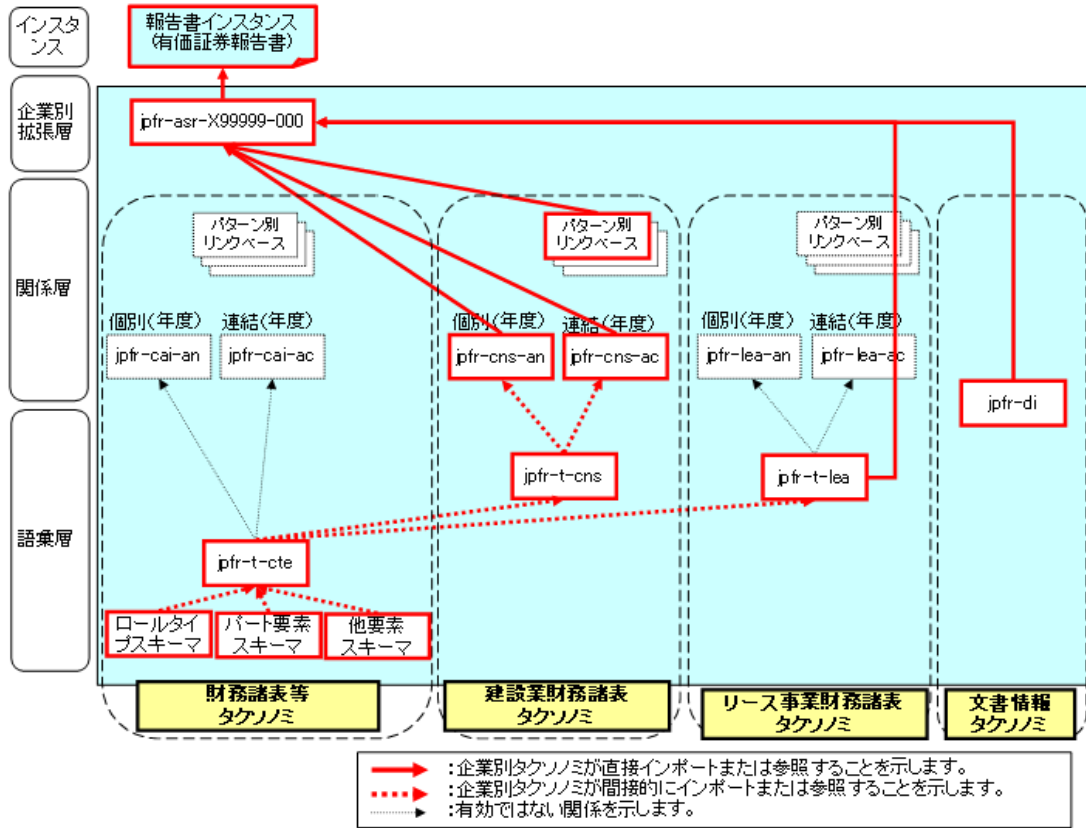 インスタ
ンス
報告書インスタンス
(有価証券報告書)
企業別
拡張層
jpfr-asr-X99999-000
関係層
パターン別
リンクベース
パターン別
リンクベース
パターン別
リンクベース
個別(年度)
連結(年度)
個別(年度)
連結(年度)
個別(年度)
連結(年度)
jpfr-cai-an
jpfr-cai-ac
jpfr-cns-an
jpfr-cns-ac
jpfr-lea-an
jpfr-lea-ac
jpfr-di
語彙層
jpfr-t-cns
jpfr-t-lea
jpfr-t-cte
ロールタイ
プスキーマ
パート要素
スキーマ
他要素
スキーマ
財務諸表等
タクソノミ
建設業財務諸表
タクソノミ
リース事業財務諸表
タクソノミ
文書情報
タクソノミ
:企業別タクソノミが直接インポートまたは参照することを示します。
:企業別タクソノミが間接的にインポートまたは参照することを示します。
:有効ではない関係を示します。